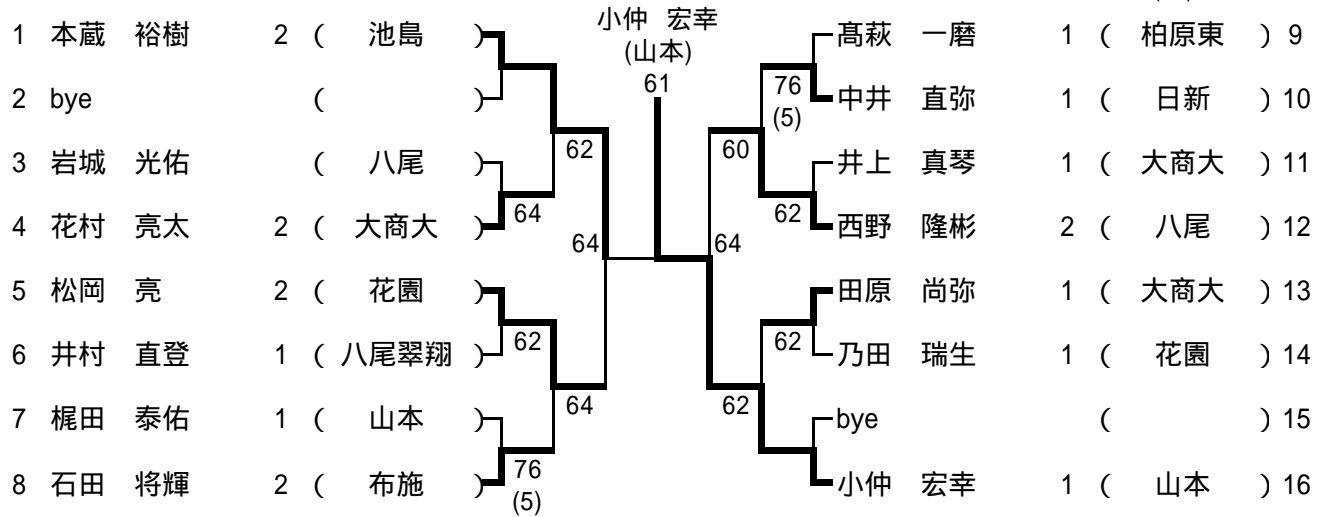 小仲 宏幸
(山本)
61
1 本蔵 裕樹 2 ( 池島 )
2 bye ( )
3 岩城 光佑 ( 八尾 )
4 花村 亮太 2 ( 大商大 )
5 松岡 亮 2 ( 花園 )
6 井村 直登 1 ( 八尾翠翔 )
7 梶田 泰佑 1 ( 山本 )
8 石田 将輝 2 ( 布施 )
62
64
64
62
64
76
(5)
髙萩 一磨 1 ( 柏原東 ) 9
中井 直弥 1 ( 日新 ) 10
井上 真琴 1 ( 大商大 ) 11
西野 隆彬 2 ( 八尾 ) 12
田原 尚弥 1 ( 大商大 ) 13
乃田 瑞生 1 ( 花園 ) 14
bye ( ) 15
小仲 宏幸 1 ( 山本 ) 16
76
(5)
60
62
64
62
62